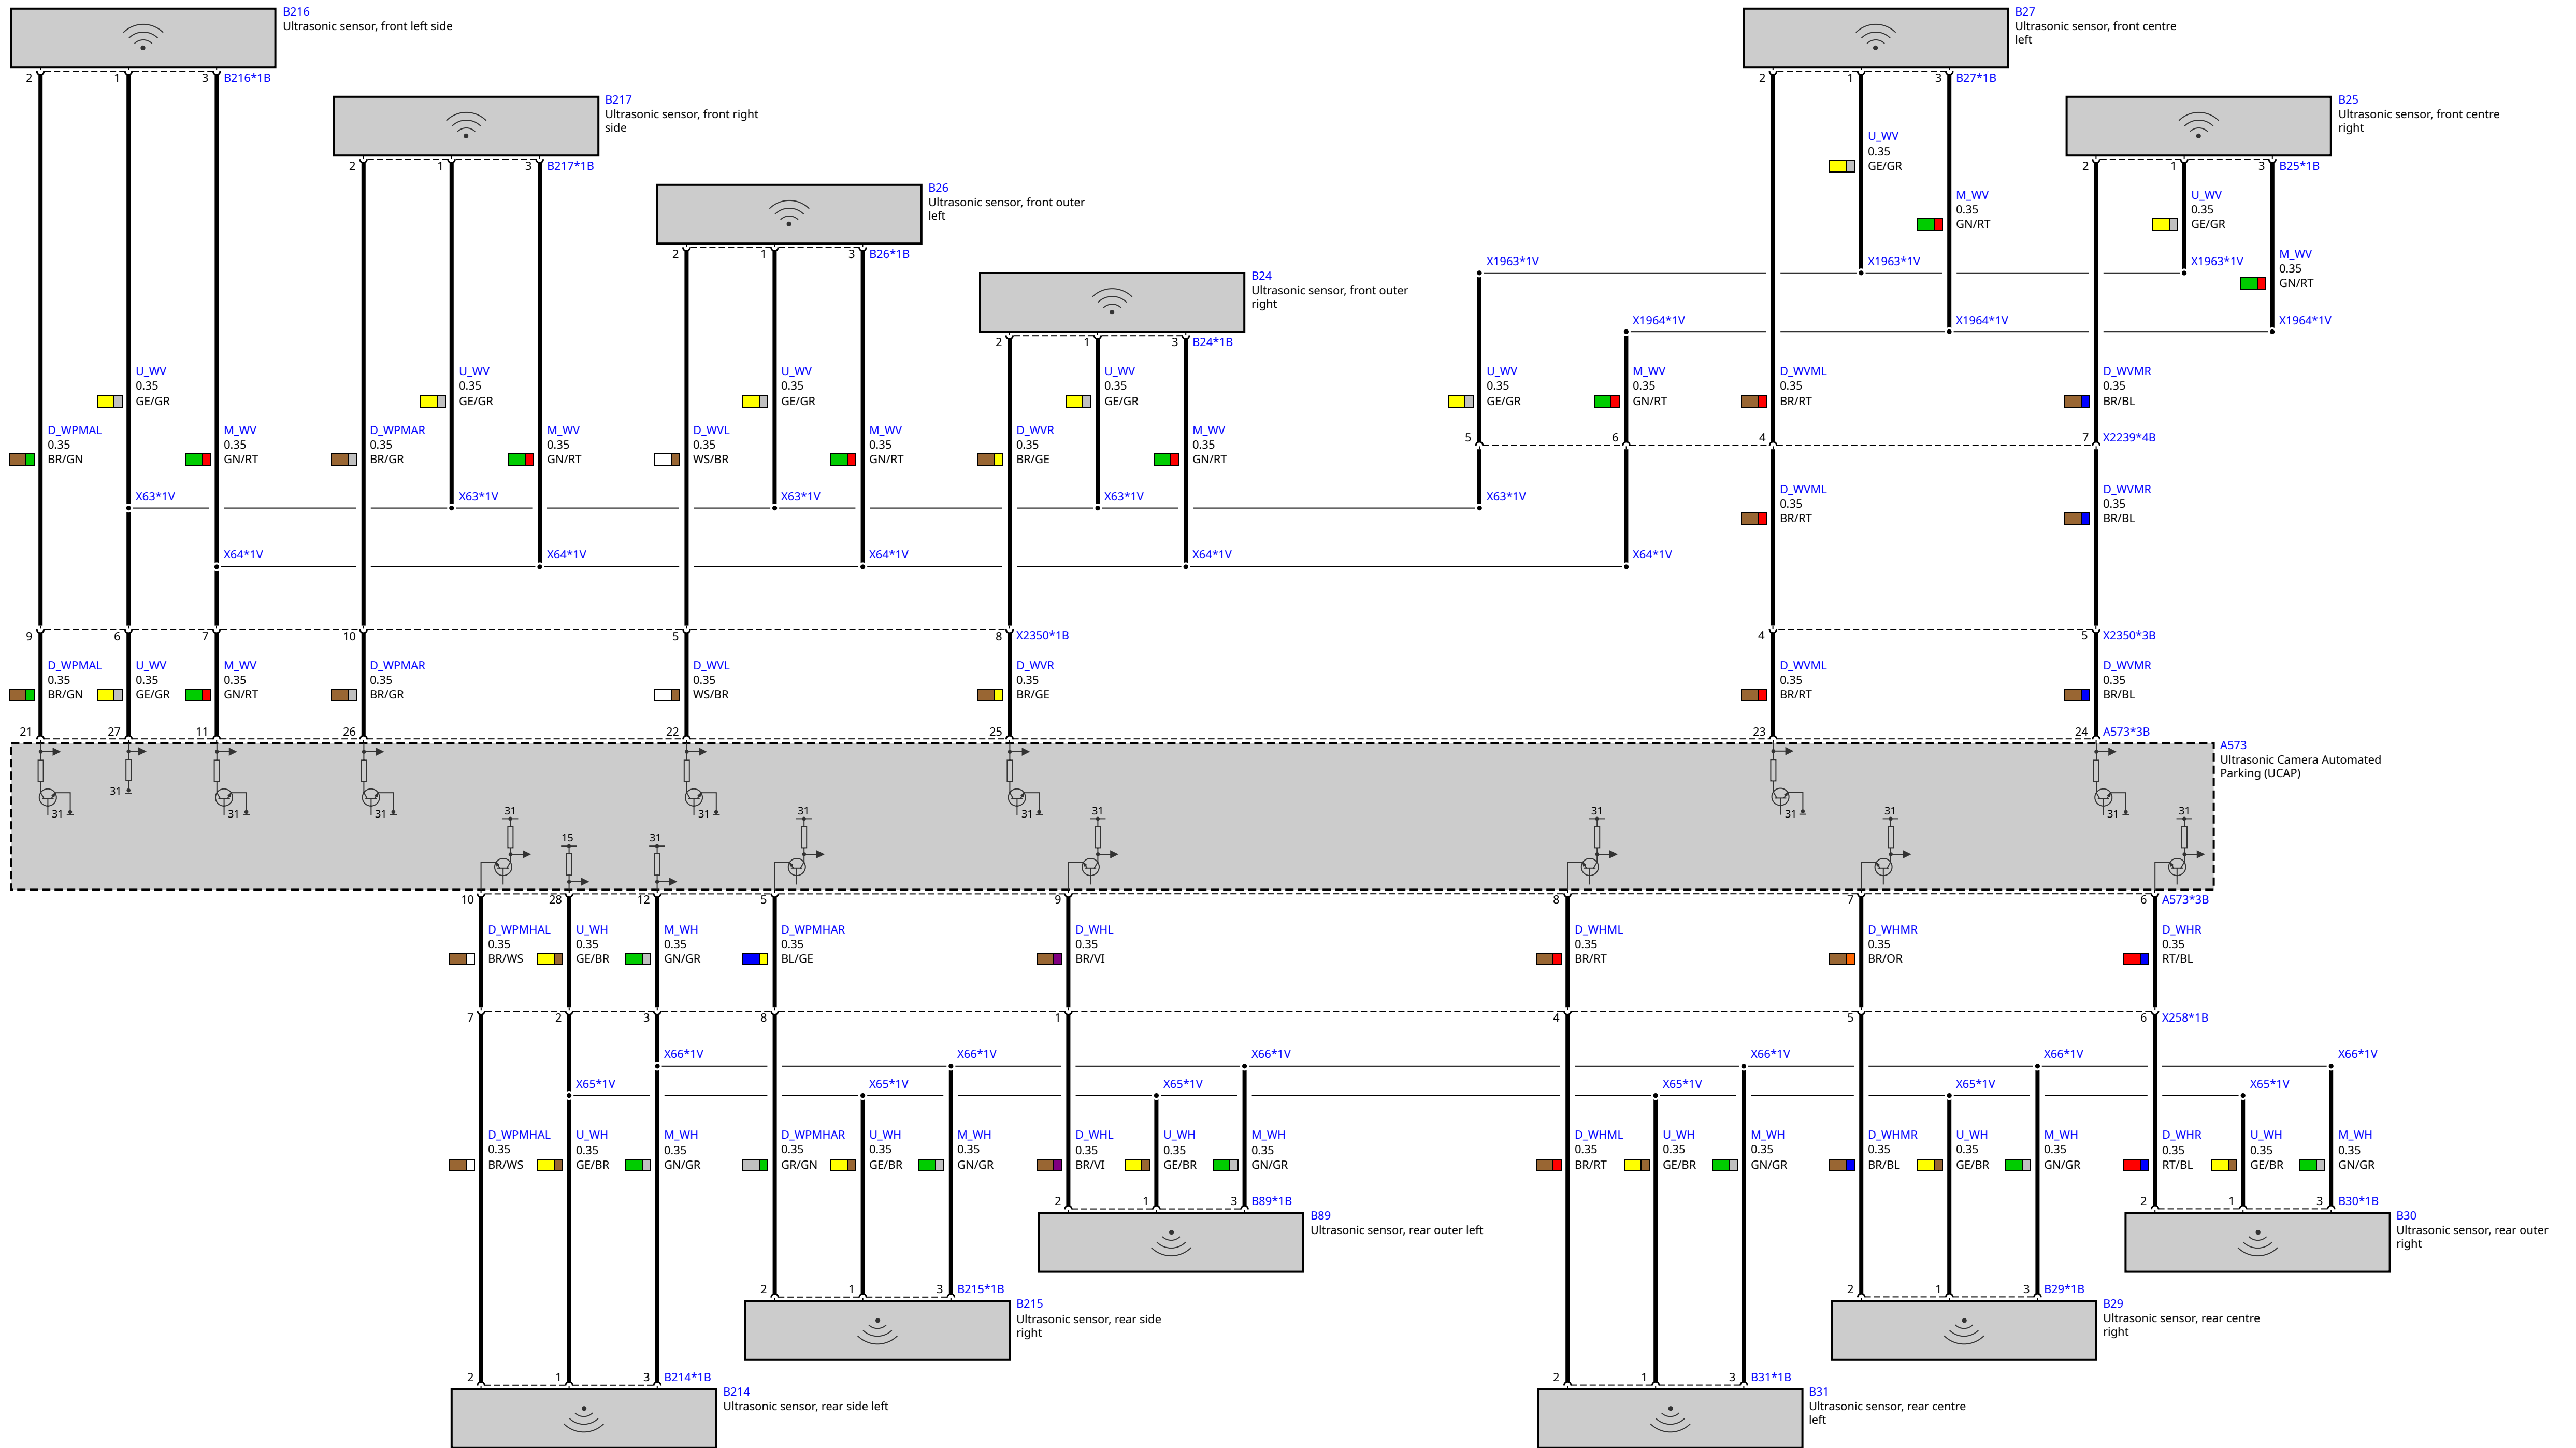 B216
Ultrasonic sensor, front left side
B27
Ultrasonic sensor, front centre
left
2
1
3
B216*1B
2
1
3
B27*1B
B217
Ultrasonic sensor, front right
side
B25
Ultrasonic sensor, front centre
right
2
1
3
B217*1B
U_WV
0.35
GE/GR
2
1
3
B25*1B
B26
Ultrasonic sensor, front outer
left
M_WV
0.35
GN/RT
U_WV
0.35
GE/GR
2
1
3
B26*1B
X1963*1V
X1963*1V
X1963*1V
M_WV
0.35
GN/RT
B24
Ultrasonic sensor, front outer
right
X1964*1V
X1964*1V
X1964*1V
2
1
3
B24*1B
U_WV
0.35
GE/GR
U_WV
0.35
GE/GR
U_WV
0.35
GE/GR
U_WV
0.35
GE/GR
U_WV
0.35
GE/GR
M_WV
0.35
GN/RT
D_WVML
0.35
BR/RT
D_WVMR
0.35
BR/BL
D_WPMAL
0.35
BR/GN
M_WV
0.35
GN/RT
D_WPMAR
0.35
BR/GR
M_WV
0.35
GN/RT
D_WVL
0.35
WS/BR
M_WV
0.35
GN/RT
D_WVR
0.35
BR/GE
M_WV
0.35
GN/RT
5
6
4
7
X2239*4B
X63*1V
X63*1V
X63*1V
X63*1V
X63*1V
D_WVML
0.35
BR/RT
D_WVMR
0.35
BR/BL
X64*1V
X64*1V
X64*1V
X64*1V
X64*1V
9
6
7
10
5
8
X2350*1B
4
5
X2350*3B
D_WPMAL
0.35
BR/GN
U_WV
0.35
GE/GR
M_WV
0.35
GN/RT
D_WPMAR
0.35
BR/GR
D_WVL
0.35
WS/BR
D_WVR
0.35
BR/GE
D_WVML
0.35
BR/RT
D_WVMR
0.35
BR/BL
21
27
11
26
22
25
23
24
A573*3B
A573
Ultrasonic Camera Automated
Parking (UCAP)
31
31
31
31
31
31
31
31
31
31
31
31
31
31
15
31
10
28
12
5
9
8
7
6
A573*3B
D_WPMHAL
0.35
BR/WS
U_WH
0.35
GE/BR
M_WH
0.35
GN/GR
D_WPMHAR
0.35
BL/GE
D_WHL
0.35
BR/VI
D_WHML
0.35
BR/RT
D_WHMR
0.35
BR/OR
D_WHR
0.35
RT/BL
7
2
3
8
1
4
5
6
X258*1B
X66*1V
X66*1V
X66*1V
X66*1V
X66*1V
X66*1V
X65*1V
X65*1V
X65*1V
X65*1V
X65*1V
X65*1V
D_WPMHAL
0.35
BR/WS
U_WH
0.35
GE/BR
M_WH
0.35
GN/GR
D_WPMHAR
0.35
GR/GN
U_WH
0.35
GE/BR
M_WH
0.35
GN/GR
D_WHL
0.35
BR/VI
U_WH
0.35
GE/BR
M_WH
0.35
GN/GR
D_WHML
0.35
BR/RT
U_WH
0.35
GE/BR
M_WH
0.35
GN/GR
D_WHMR
0.35
BR/BL
U_WH
0.35
GE/BR
M_WH
0.35
GN/GR
D_WHR
0.35
RT/BL
U_WH
0.35
GE/BR
M_WH
0.35
GN/GR
2
1
3
B89*1B
2
1
3
B30*1B
B89
Ultrasonic sensor, rear outer left
B30
Ultrasonic sensor, rear outer
right
2
1
3
B215*1B
2
1
3
B29*1B
B215
Ultrasonic sensor, rear side
right
B29
Ultrasonic sensor, rear centre
right
2
1
3
B214*1B
2
1
3
B31*1B
B214
Ultrasonic sensor, rear side left
B31
Ultrasonic sensor, rear centre
left